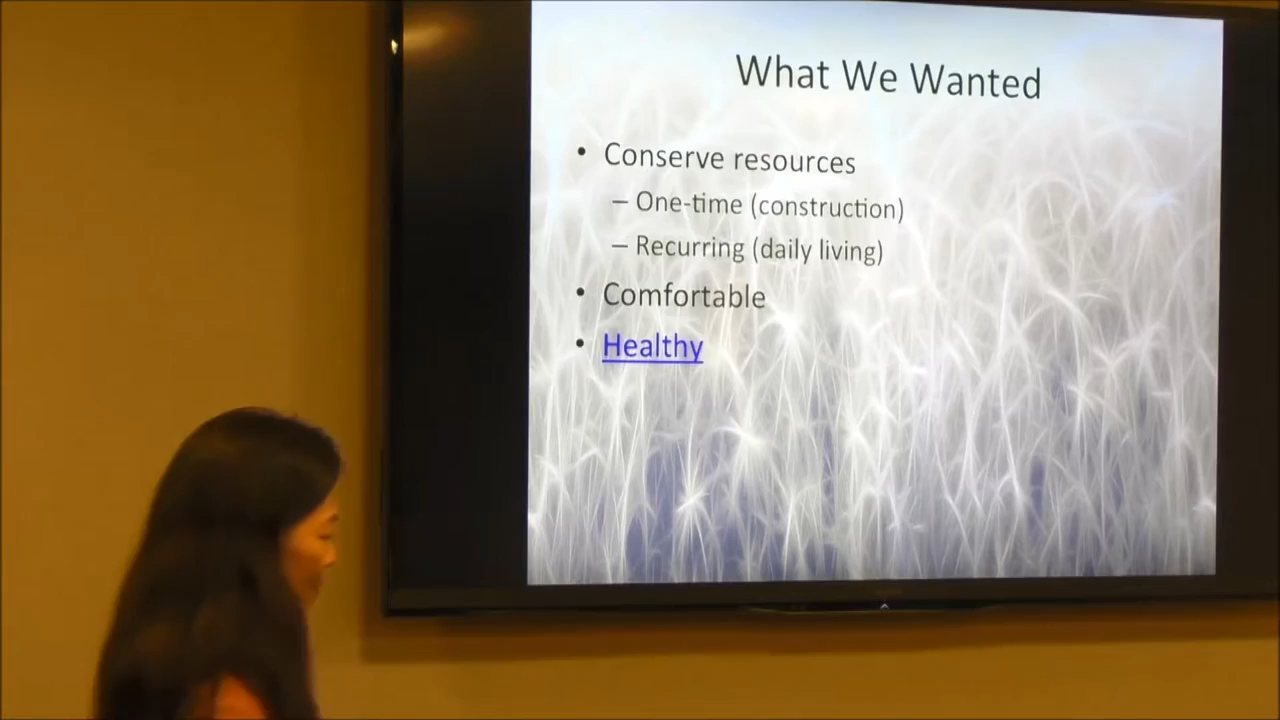 What We Wanted
• Conserve resources
– One-time (construction)
– Recurring (daily living)
• Comfortable
• Healthy